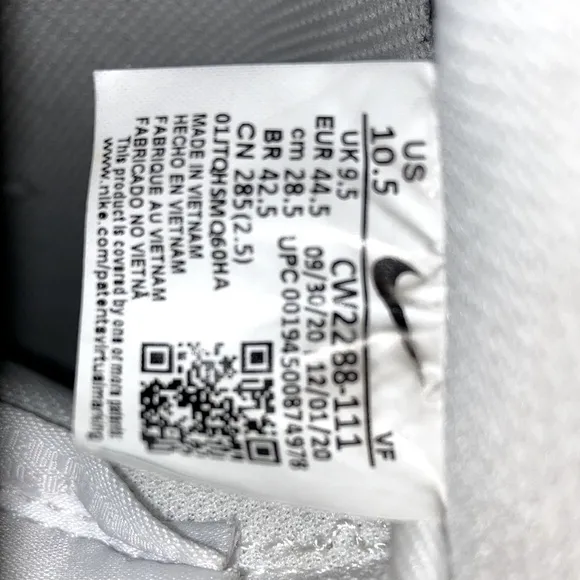 US
10.5
UK 9.5
EUR 44.5
cm 28.5
BR 42.5
CN 285(2.5)
CW2288-111 VF
09/30/20 12/01/20
UPC 00194500874978
01JTQHSMQ60HA
MADE IN VIETNAM
HECHO EN VIETNAM
FABRIQUE AU VIETNAM
FABRICADO NO VIETNÃ
This product is covered by one or more patents
www.nike.com/patentsvirtualmarking